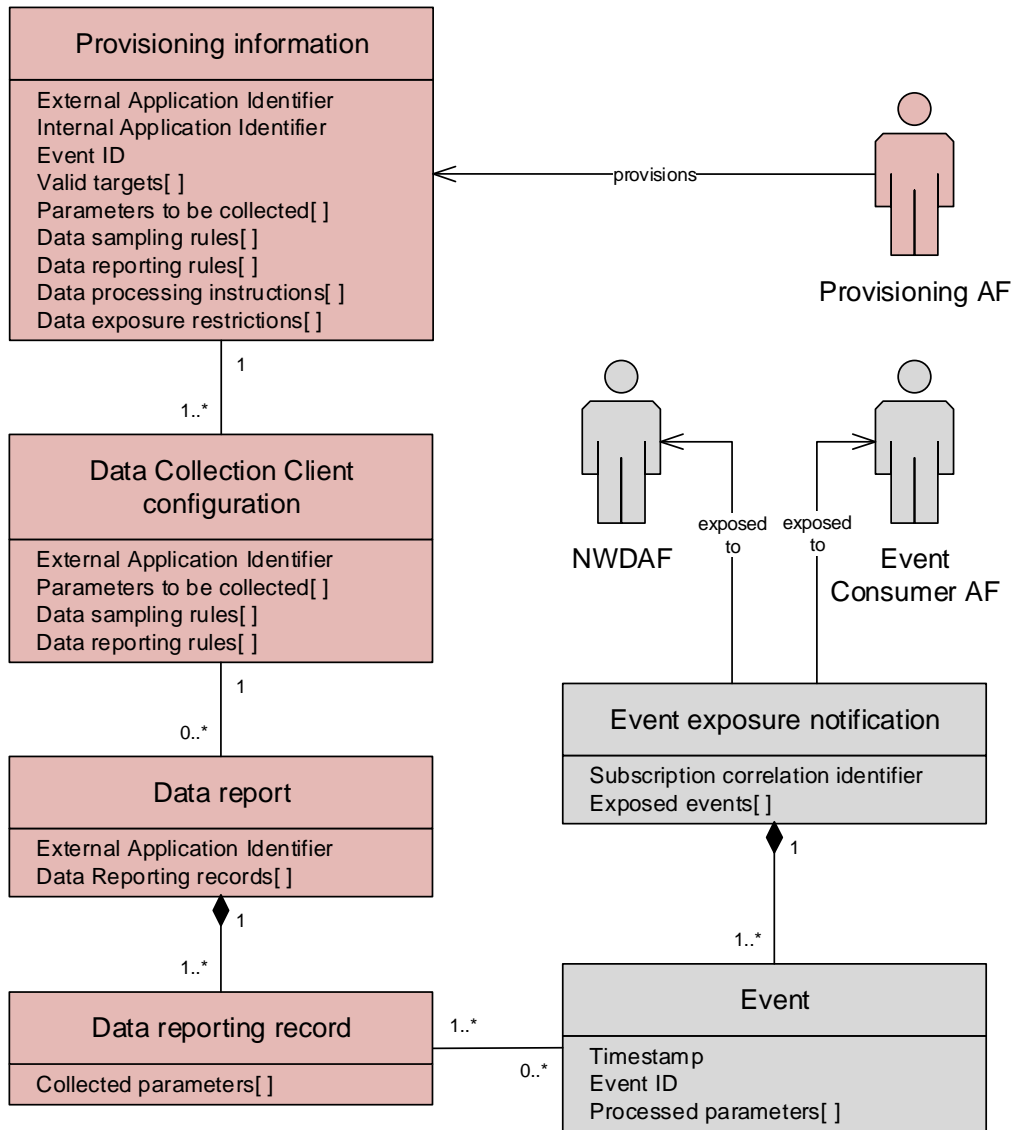 Provisioning information
External Application Identifier
Internal Application Identifier
Event ID
Valid targets[ ]
Parameters to be collected[ ]
Data sampling rules[ ]
Data reporting rules[ ]
Data processing instructions[ ]
Data exposure restrictions[ ]
provisions
Provisioning AF
1
1..*
Data Collection Client
configuration
External Application Identifier
Parameters to be collected[ ]
Data sampling rules[ ]
Data reporting rules[ ]
NWDAF
Event
Consumer AF
exposed
to
exposed
to
1
0..*
Data report
External Application Identifier
Data Reporting records[ ]
Event exposure notification
Subscription correlation identifier
Exposed events[ ]
1
1..*
1
1..*
Data reporting record
Collected parameters[ ]
1..*
0..*
Event
Timestamp
Event ID
Processed parameters[ ]